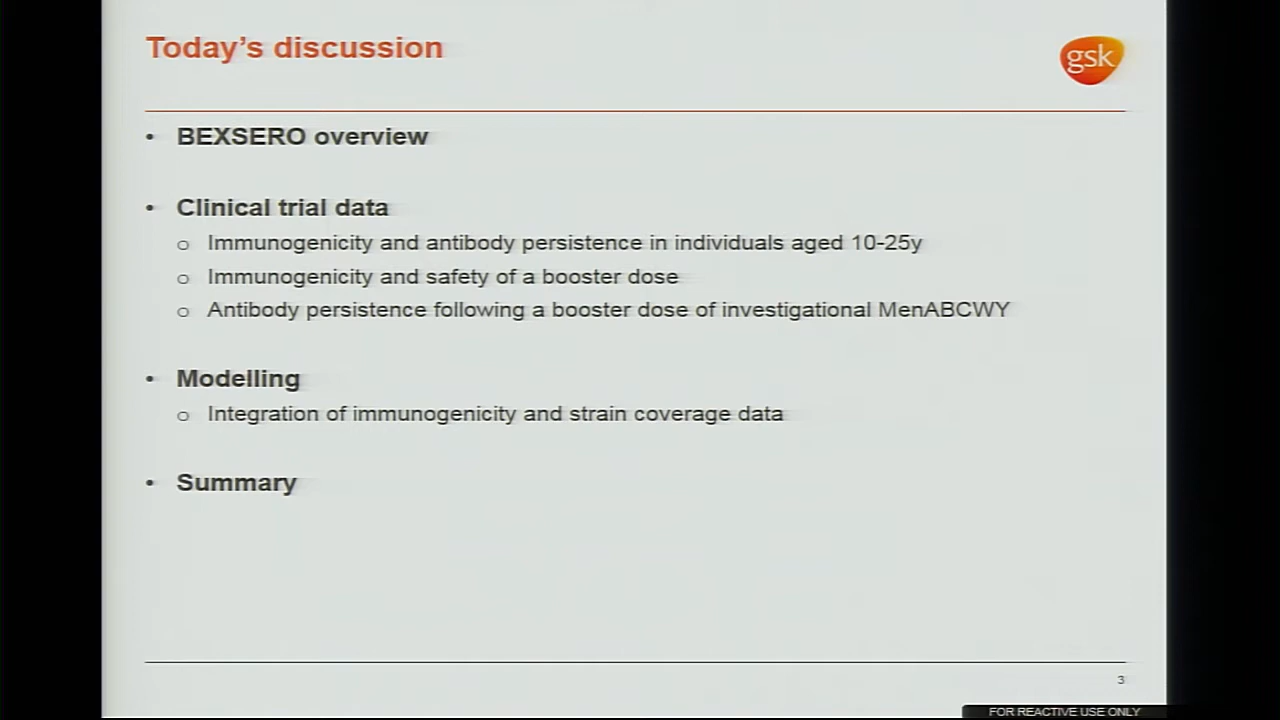 Today's discussion
gsk
• BEXSERO overview
• Clinical trial data
o Immunogenicity and antibody persistence in individuals aged 10-25y
o Immunogenicity and safety of a booster dose
o Antibody persistence following a booster dose of investigational MenABCWY
• Modelling
o Integration of immunogenicity and strain coverage data
• Summary
3
FOR REACTIVE USE ONLY